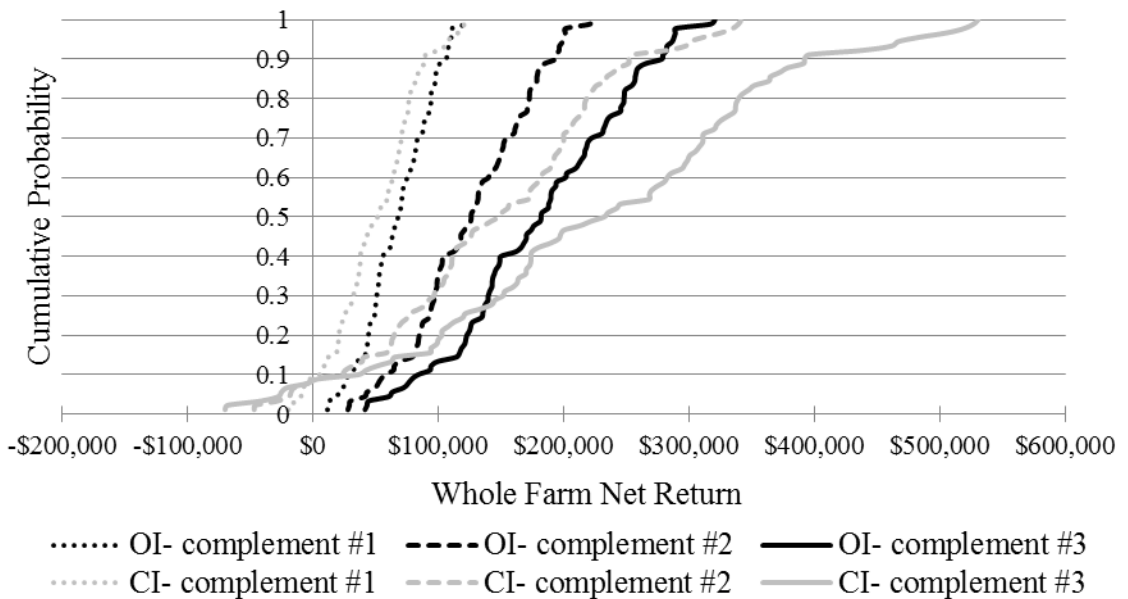 Cumulative Probability
1
0.9
0.8
0.7
0.6
0.5
0.4
0.3
0.2
0.1
0
-$200,000 -$100,000 $0 $100,000 $200,000 $300,000 $400,000 $500,000 $600,000
Whole Farm Net Return
OI- complement #1 OI- complement #2 OI- complement #3
CI- complement #1 CI- complement #2 CI- complement #3